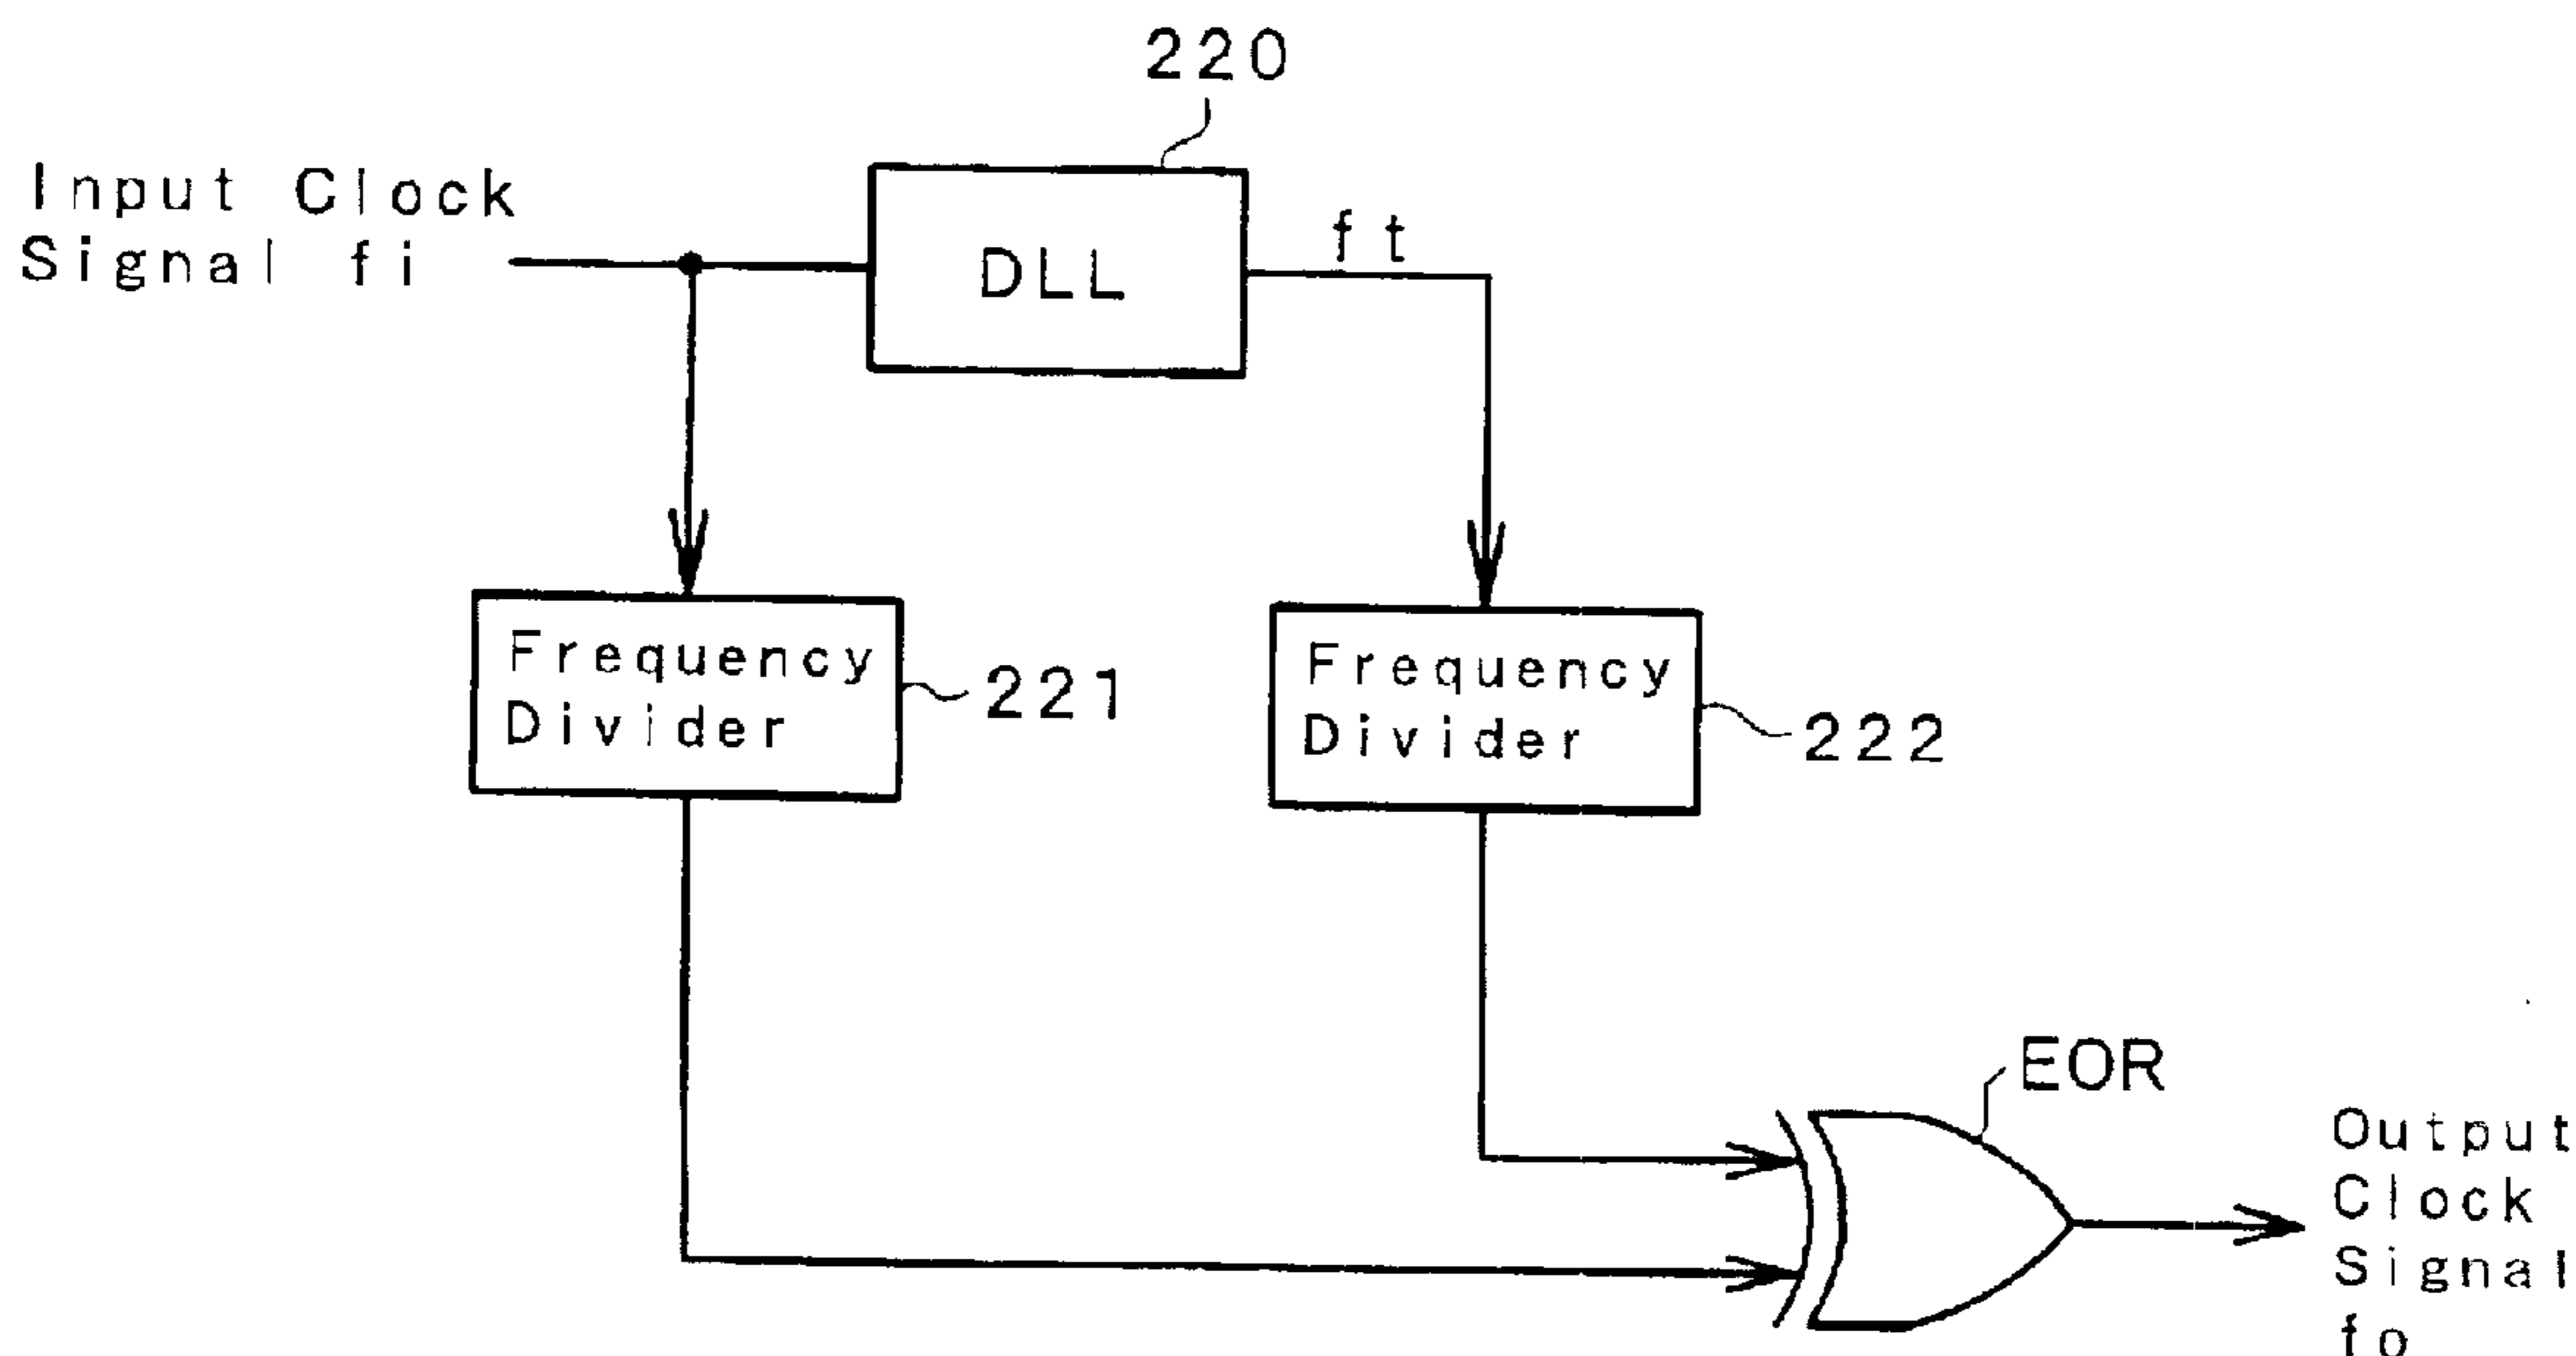 220
Input Clock
Signal fi
DLL
ft
Frequency
Divider
221
Frequency
Divider
222
EOR
Output
Clock
Signal
fo